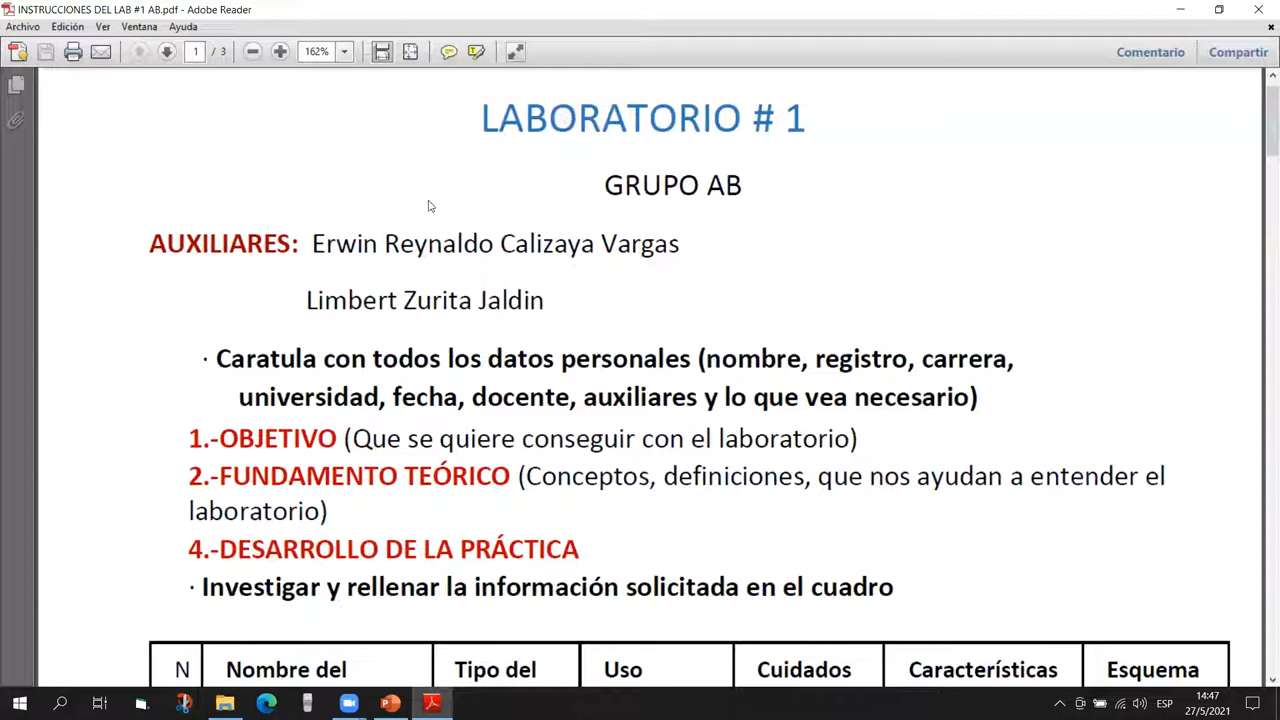 INSTRUCCIONES DEL LAB #1 AB.pdf - Adobe Reader
Archivo Edición Ver Ventana Ayuda
1 / 3 162% Comentario Compartir
LABORATORIO # 1
GRUPO AB
AUXILIARES: Erwin Reynaldo Calizaya Vargas
Limbert Zurita Jaldin
· Caratula con todos los datos personales (nombre, registro, carrera,
universidad, fecha, docente, auxiliares y lo que vea necesario)
1.-OBJETIVO (Que se quiere conseguir con el laboratorio)
2.-FUNDAMENTO TEÓRICO (Conceptos, definiciones, que nos ayudan a entender el
laboratorio)
4.-DESARROLLO DE LA PRÁCTICA
· Investigar y rellenar la información solicitada en el cuadro
N Nombre del Tipo del Uso Cuidados Características Esquema
ESP 14:47
27/5/2021